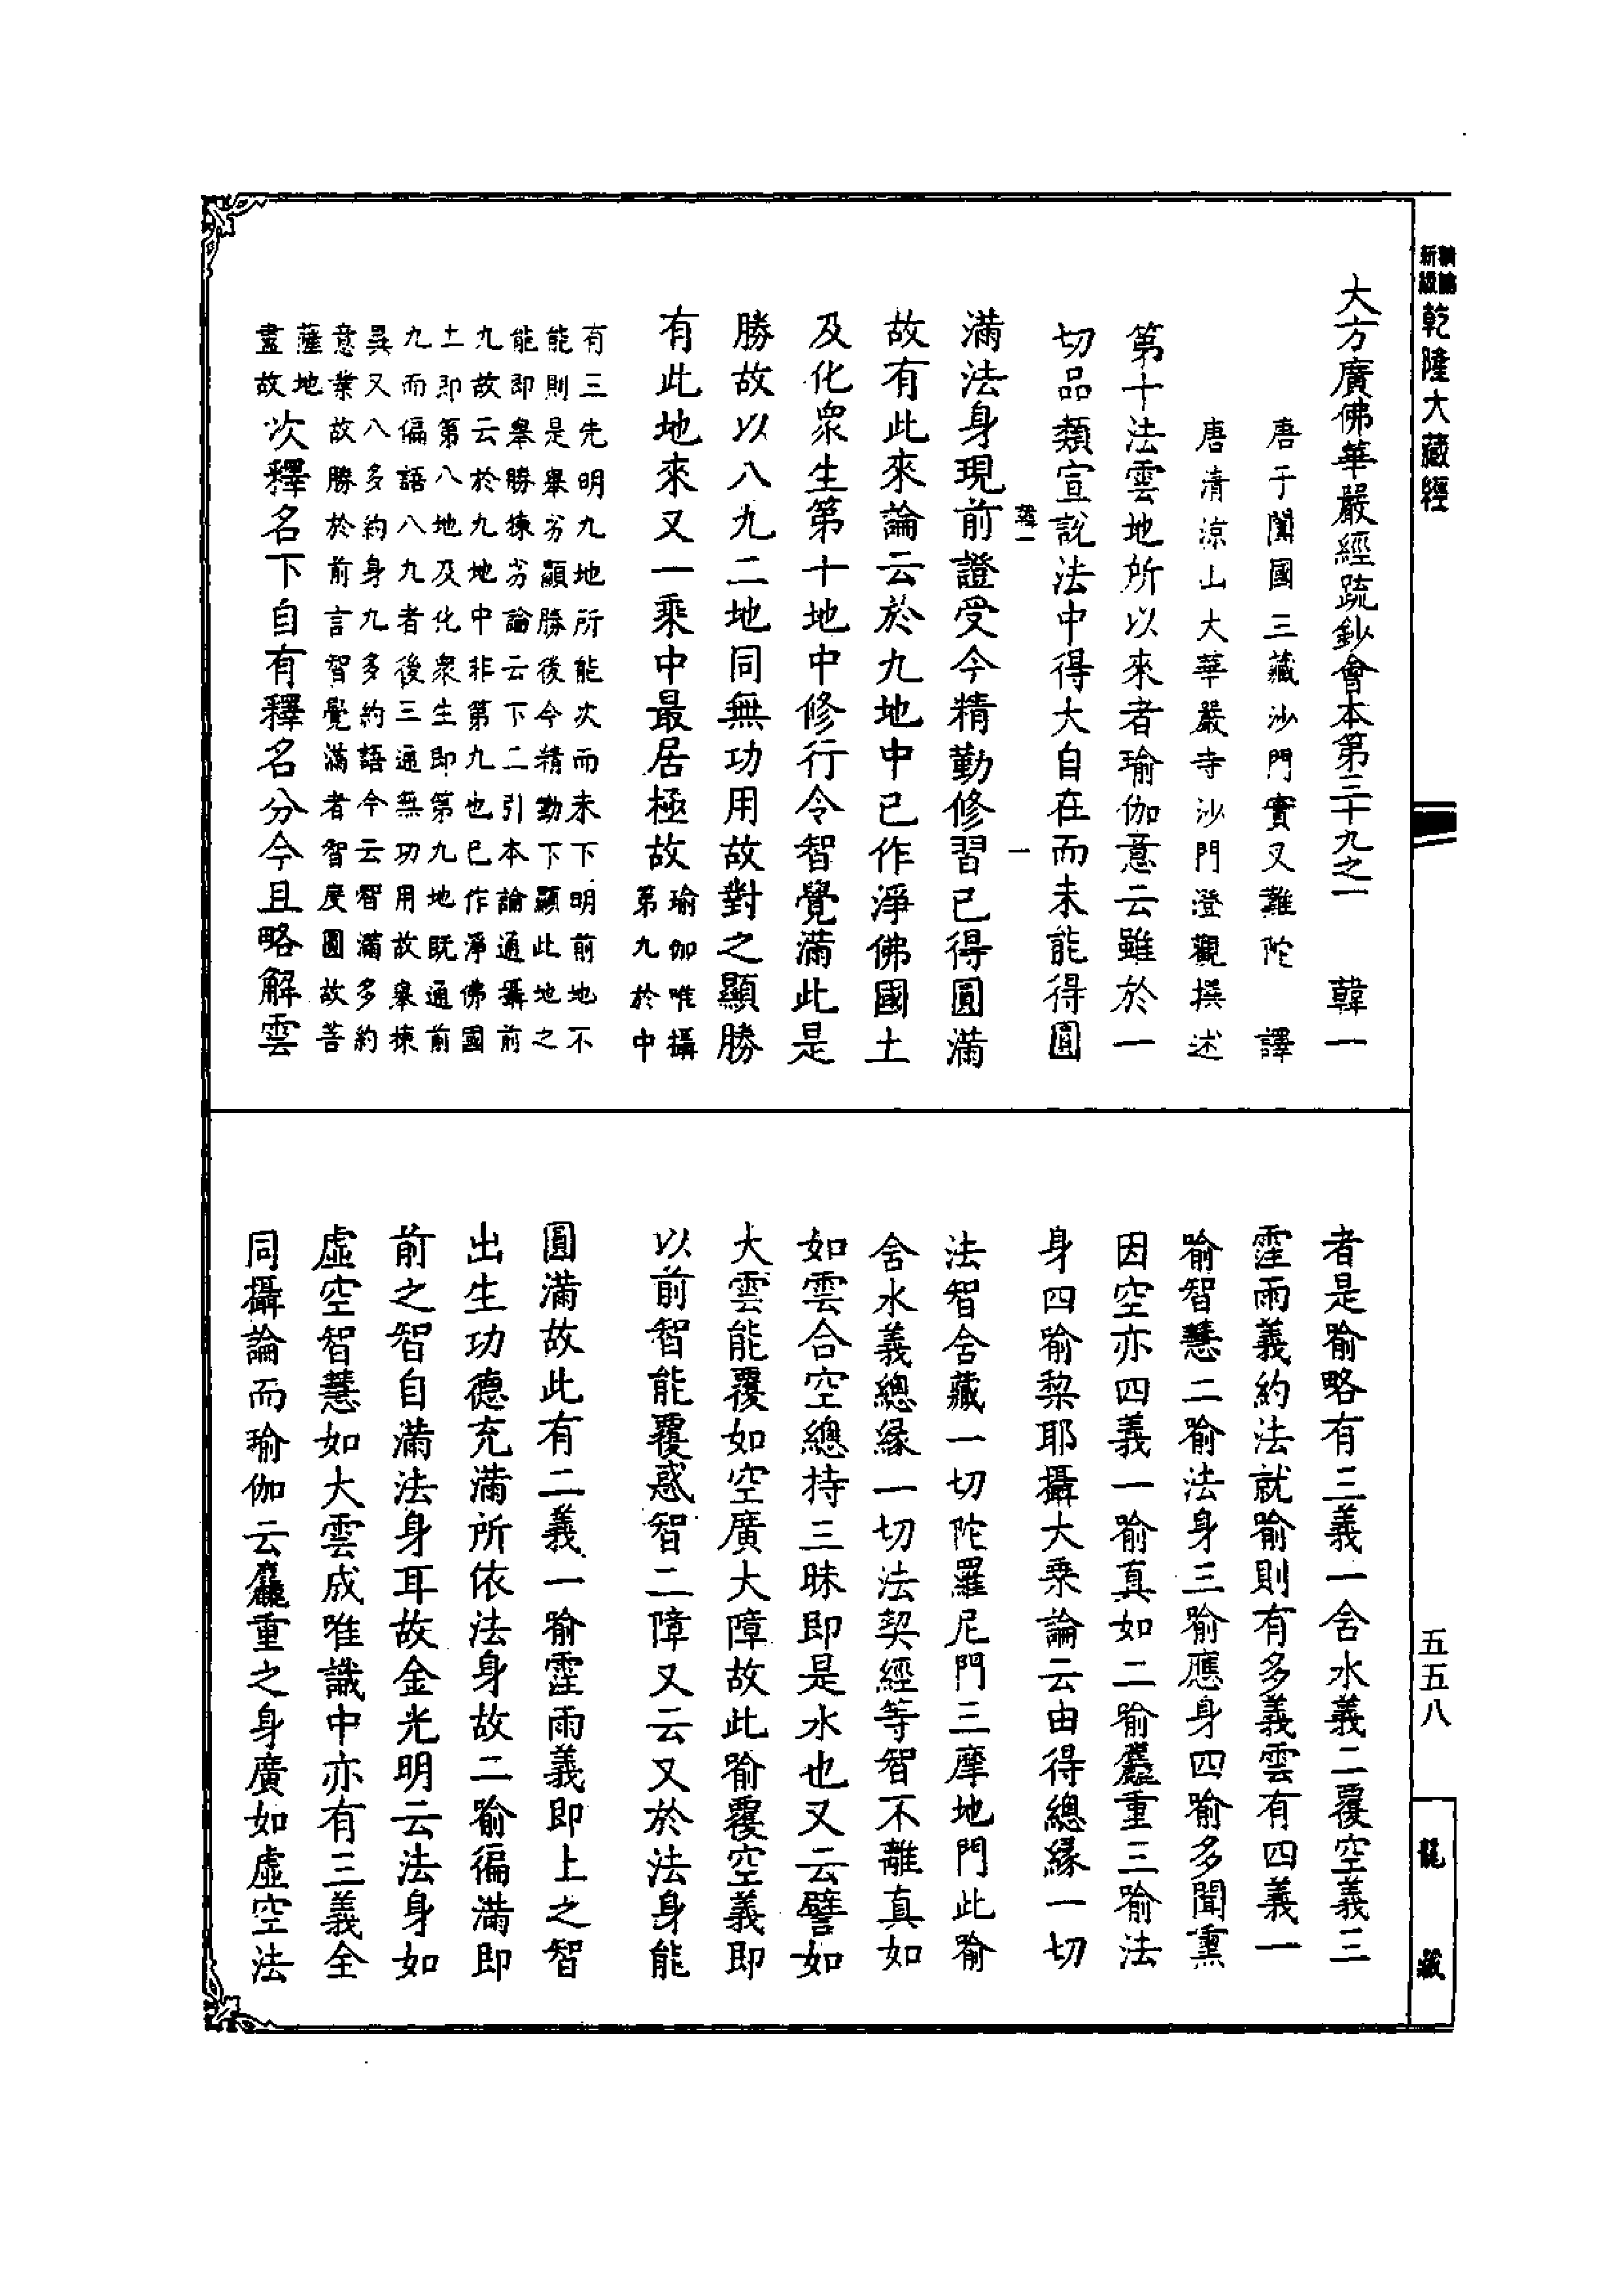 乾隆大藏經
五五八
龍藏
大方廣佛華嚴經疏鈔會本第三十九之一　韓一
唐于闐國三藏沙門實叉難陀　譯
唐清涼山大華嚴寺沙門澄觀撰述
第十法雲地所以來者瑜伽意云雖於一
切品類宣説法中得大自在而未能得圓
韓一　一
滿法身現前證受今精勤修習已得圓滿
故有此來論云於九地中已作淨佛國土
及化衆生第十地中修行令智覺滿此是
勝故以八九二地同無功用故對之顯勝
有此地來又一乘中最居極故
瑜伽唯攝
第九於中
有三先明九地所能次而未下明前地不
能則是舉劣顯勝後今精勤下顯此地之
能即舉勝揀劣論云下二引本論通攝前
九故云於九地中非第九也已作淨佛國
土即第八地及化衆生即第九地旣通前
九而偏語八九者後三通無功用故舉揀
異又八多約身九多約語今云智滿多約
意業故勝於前言智覺滿者智度圓故菩
薩地
盡故
次釋名下自有釋名分今且略解雲
者是喻略有三義一含水義二覆空義三
霔雨義約法就喻則有多義雲有四義一
喻智慧二喻法身三喻應身四喻多聞熏
因空亦四義一喻真如二喻麤重三喻法
身四喻棃耶攝大乘論云由得總緣一切
法智含藏一切陀羅尼門三摩地門此喻
含水義總緣一切法契經等智不離真如
如雲合空總持三昧即是水也又云譬如
大雲能覆如空廣大障故此喻覆空義即
以前智能覆惑智二障又云又於法身能
圓滿故此有二義一喻霔雨義即上之智
出生功德充滿所依法身故二喻徧滿即
前之智自滿法身耳故金光明云法身如
虛空智慧如大雲成唯識中亦有三義全
同攝論而瑜伽云麤重之身廣如虛空法